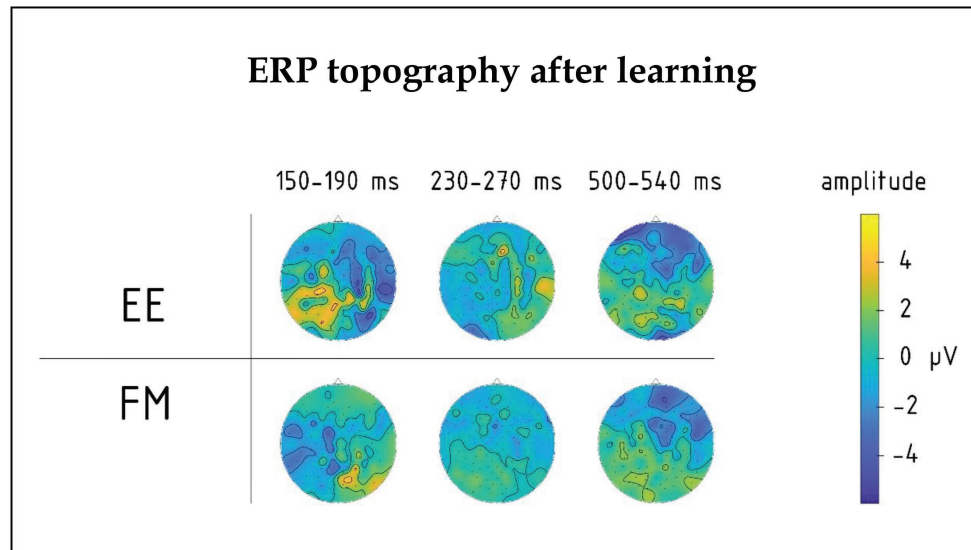 ERP topography after learning
150-190 ms 230-270 ms 500-540 ms amplitude
EE
FM
4
2
0 μV
-2
-4